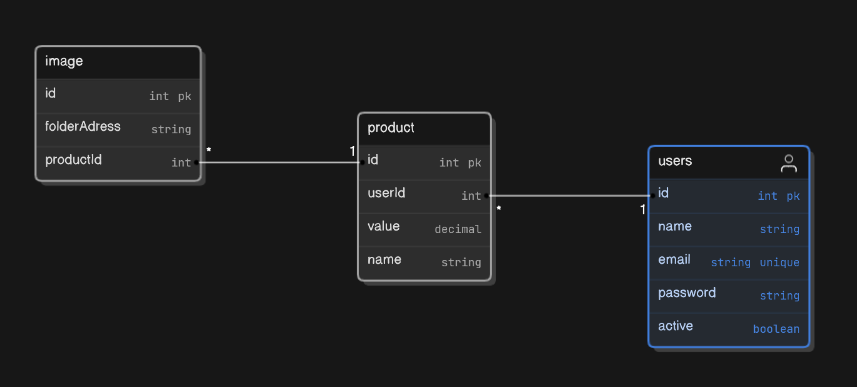 image
id int pk
folderAdress string
productId int
*
1
product
id int pk
userId int
value decimal
name string
*
1
users
id int pk
name string
email string unique
password string
active boolean